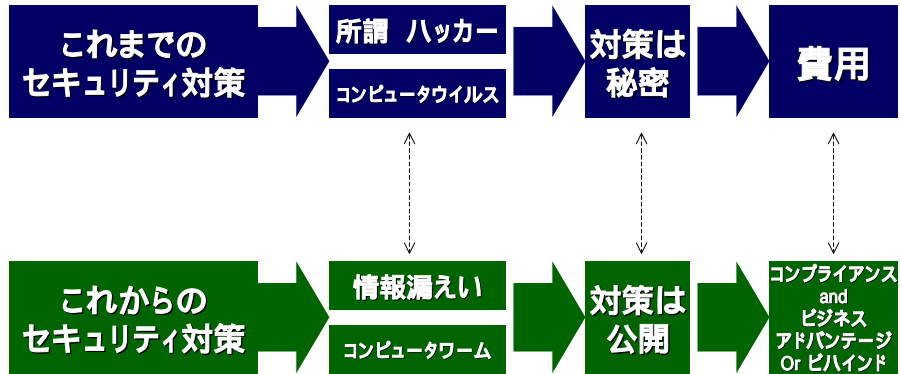 これまでの
セキュリティ対策
所謂 ハッカー
コンピュータウイルス
対策は
秘密
費用
これからの
セキュリティ対策
情報漏えい
コンピュータワーム
対策は
公開
コンプライアンス
and
ビジネス
アドバンテージ
Or ビハインド